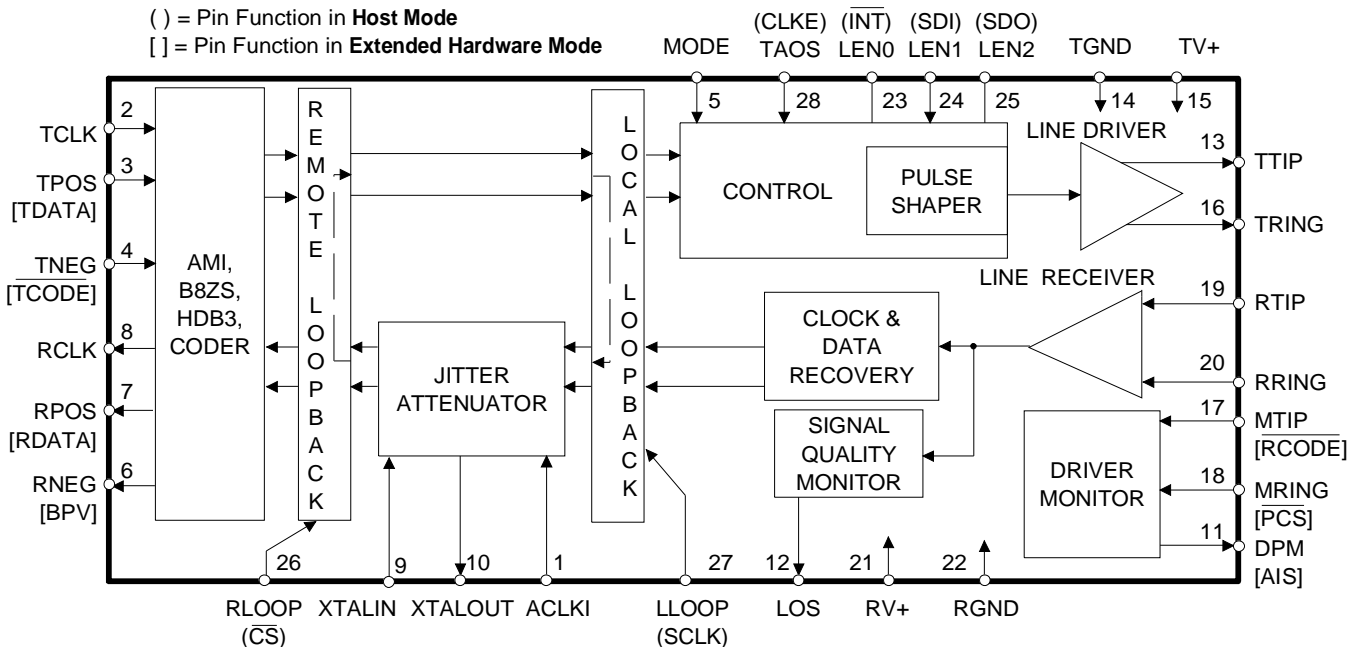 ( ) = Pin Function in Host Mode
[ ] = Pin Function in Extended Hardware Mode
(CLKE) (INT) (SDI) (SDO)
MODE TAOS LEN0 LEN1 LEN2 TGND TV+
5 28 23 24 25 14 15
2
TCLK
3
TPOS
[TDATA]
4
TNEG
[TCODE]
8
RCLK
7
RPOS
[RDATA]
6
RNEG
[BPV]
AMI,
B8ZS,
HDB3,
CODER
REMOTE LOOPBACK
JITTER
ATTENUATOR
LOCAL LOOPBACK
CONTROL
PULSE
SHAPER
LINE DRIVER
LINE RECEIVER
CLOCK &
DATA
RECOVERY
SIGNAL
QUALITY
MONITOR
DRIVER
MONITOR
13
TTIP
16
TRING
19
RTIP
20
RRING
17
MTIP
[RCODE]
18
MRING
[PCS]
11
DPM
[AIS]
26 9 10 1 27 12 21 22
RLOOP XTALIN XTALOUT ACLKI LLOOP LOS RV+ RGND
(CS) (SCLK)